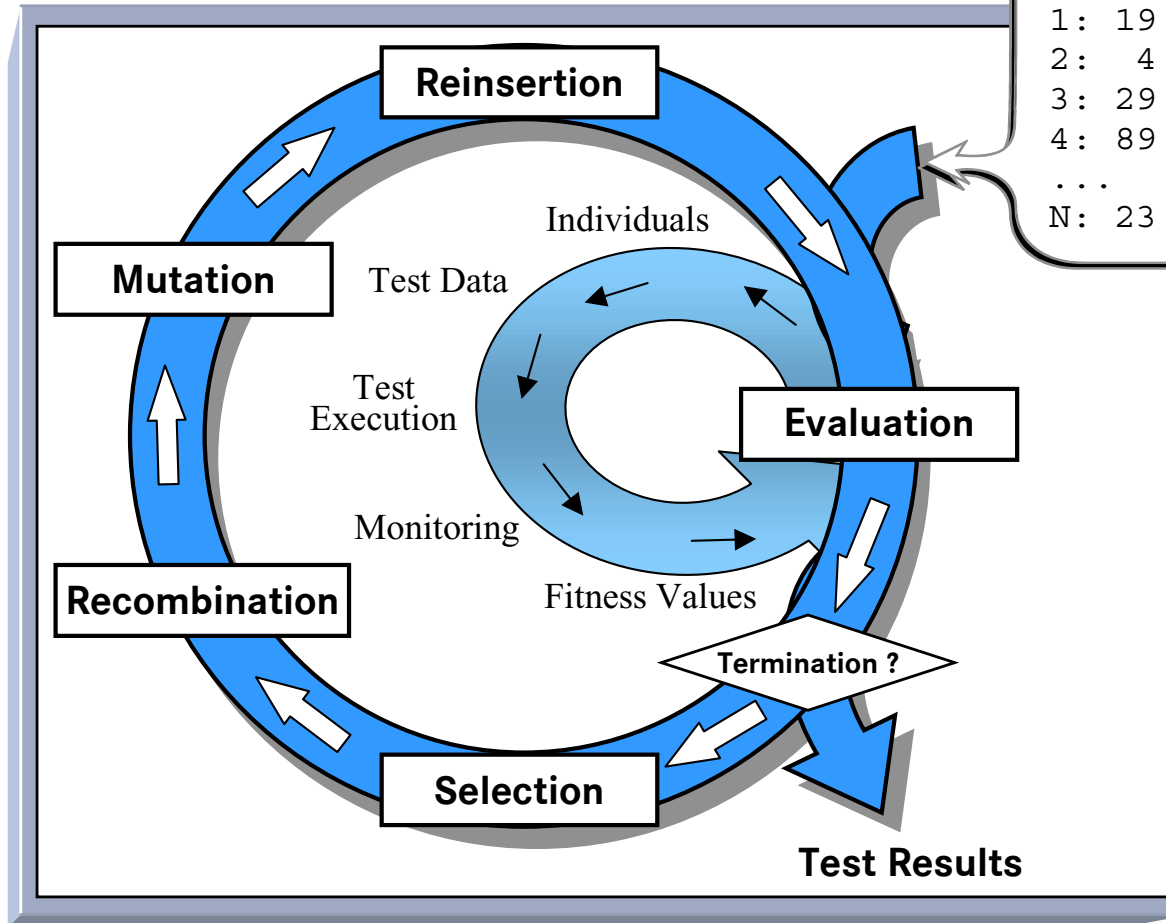 1: 19
2: 4
3: 29
4: 89
...
N: 23
Reinsertion
Individuals
Mutation
Test Data
Test
Execution
Evaluation
Monitoring
Recombination
Fitness Values
Termination ?
Selection
Test Results